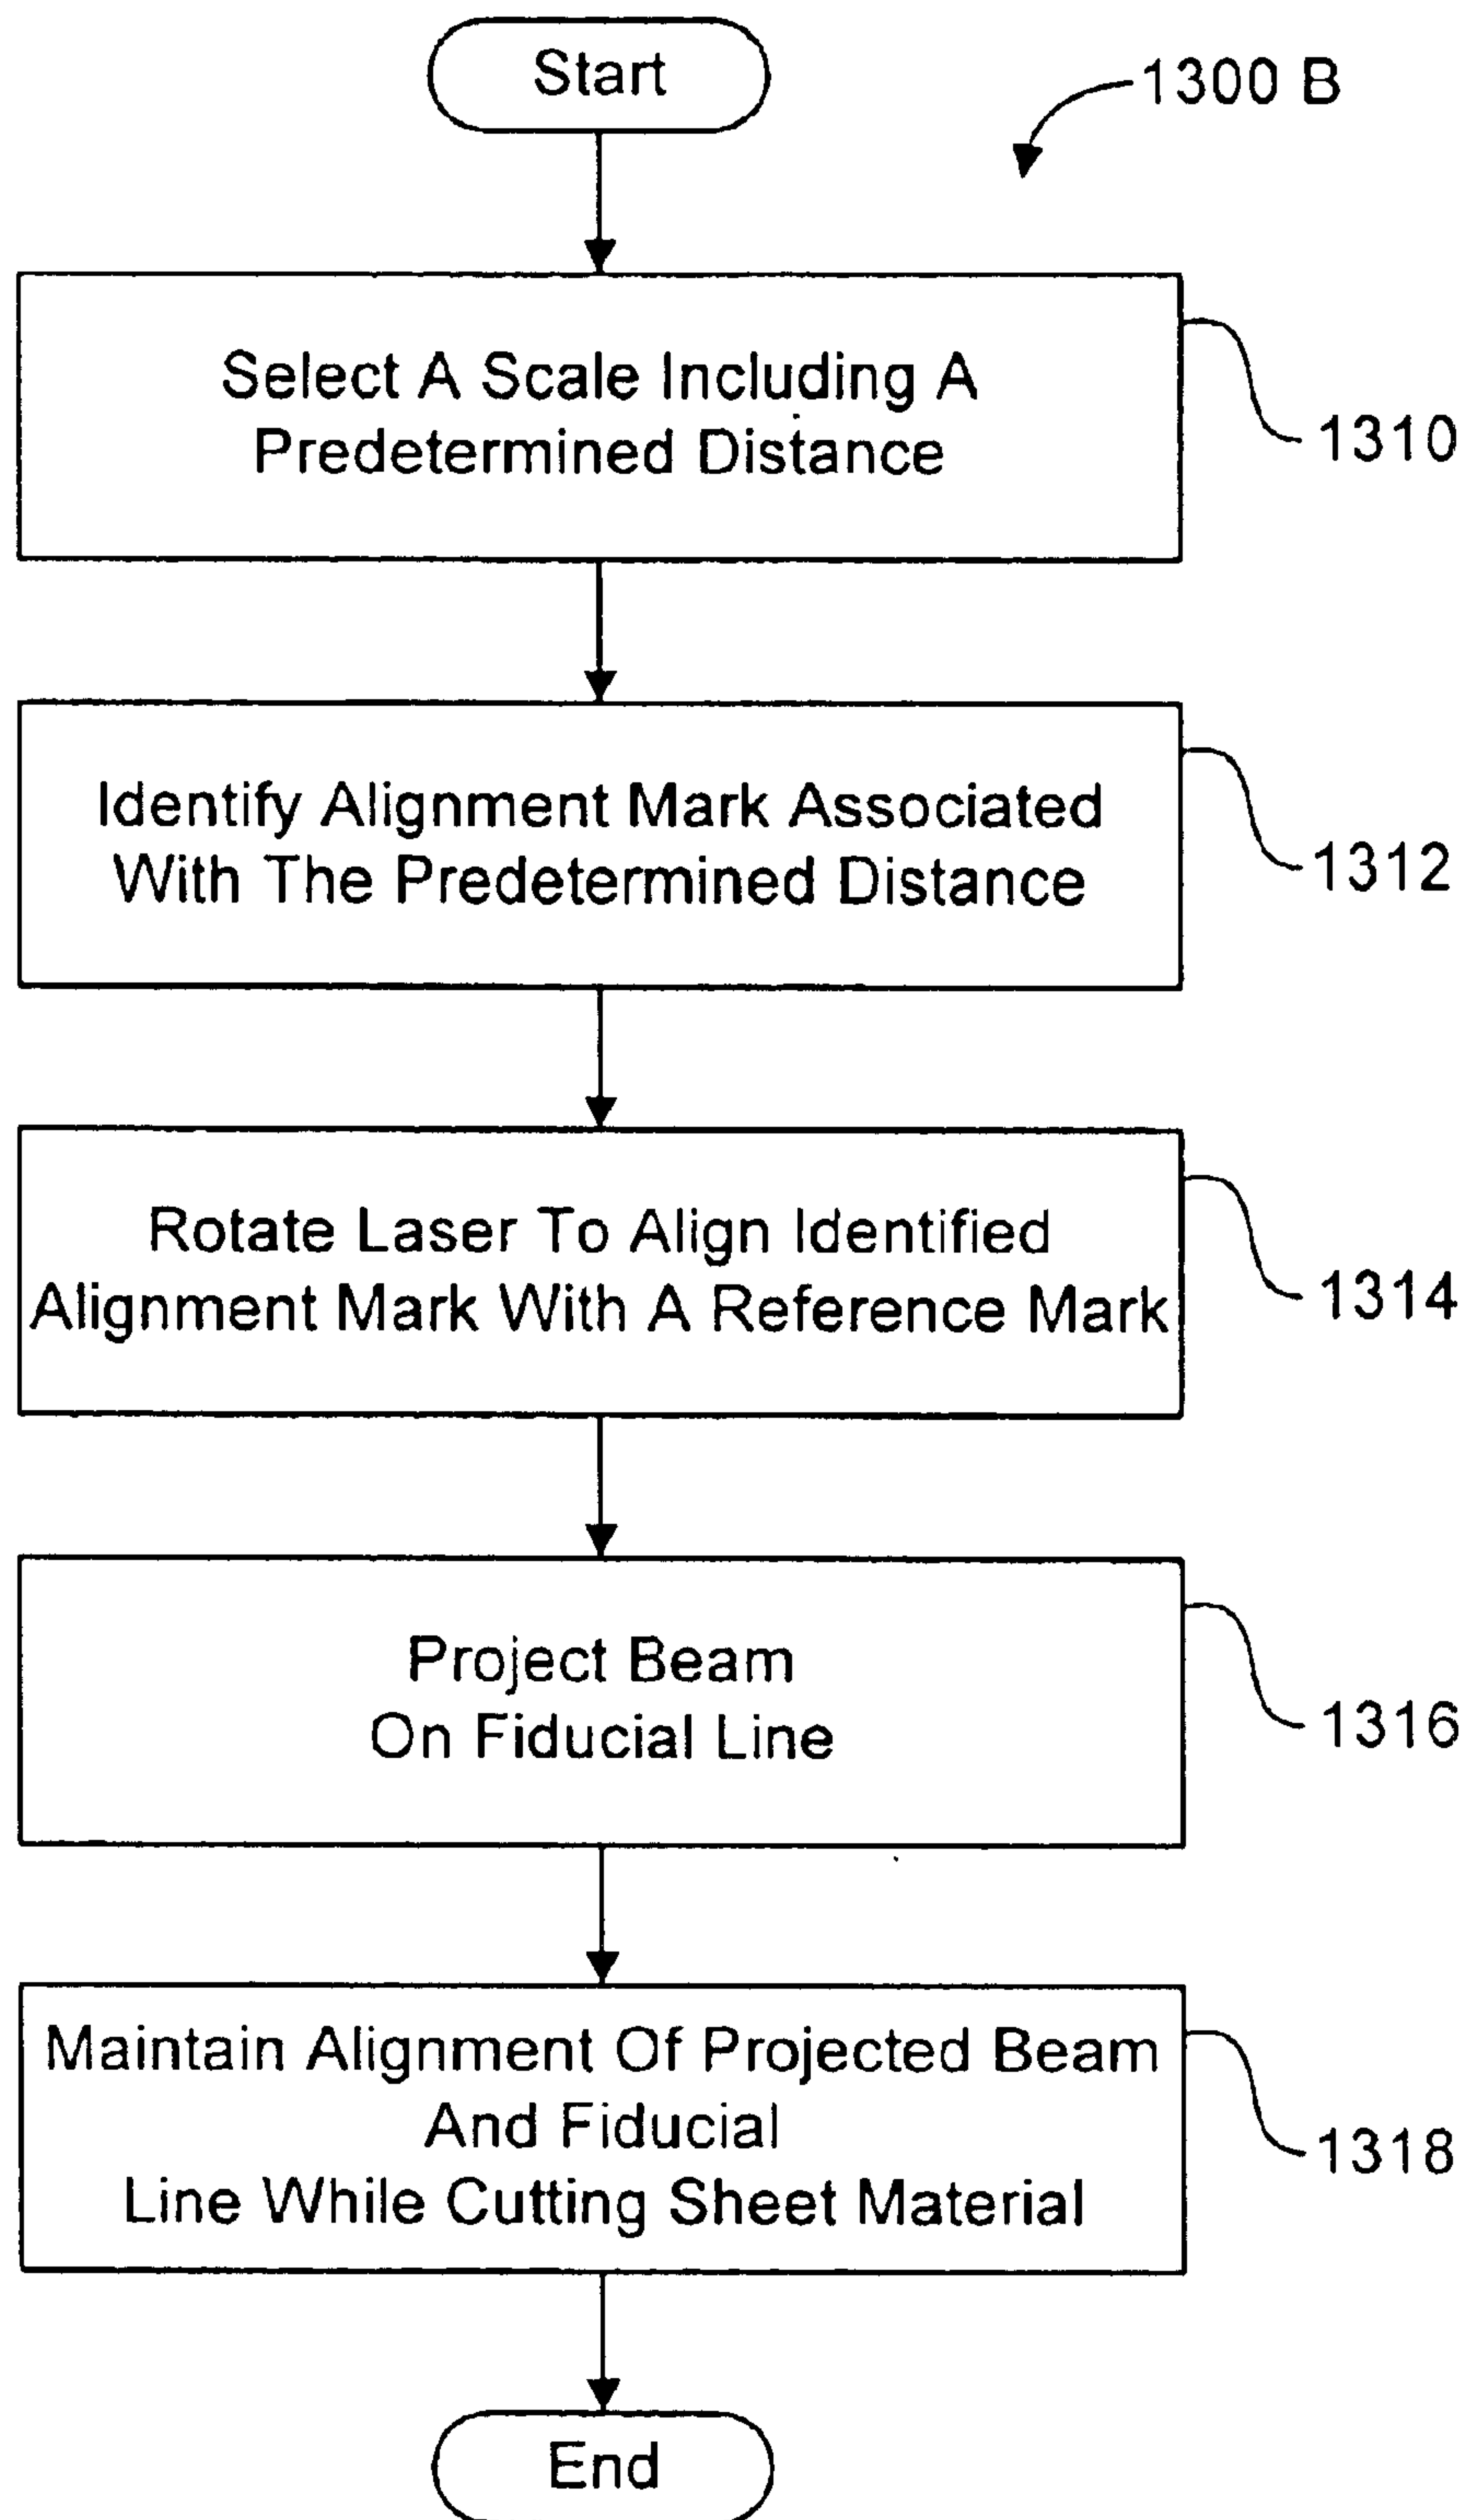 Start
1300 B
Select A Scale Including A
Predetermined Distance
1310
Identify Alignment Mark Associated
With The Predetermined Distance
1312
Rotate Laser To Align Identified
Alignment Mark With A Reference Mark
1314
Project Beam
On Fiducial Line
1316
Maintain Alignment Of Projected Beam
And Fiducial
Line While Cutting Sheet Material
1318
End